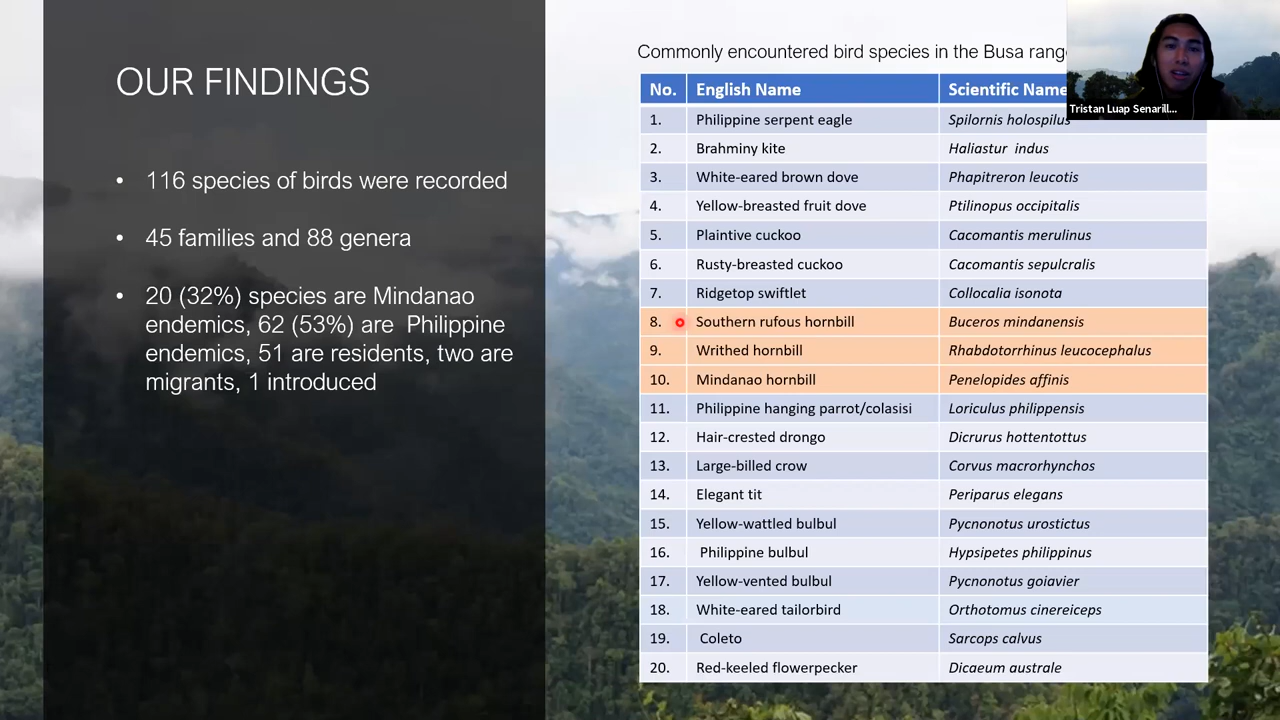 OUR FINDINGS
• 116 species of birds were recorded
• 45 families and 88 genera
• 20 (32%) species are Mindanao
endemics, 62 (53%) are Philippine
endemics, 51 are residents, two are
migrants, 1 introduced
Commonly encountered bird species in the Busa rang
Tristan Luap Senarill...
No. English Name Scientific Name
1. Philippine serpent eagle Spilornis holospilus
2. Brahminy kite Haliastur indus
3. White-eared brown dove Phapitreron leucotis
4. Yellow-breasted fruit dove Ptilinopus occipitalis
5. Plaintive cuckoo Cacomantis merulinus
6. Rusty-breasted cuckoo Cacomantis sepulcralis
7. Ridgetop swiftlet Collocalia isonota
8. Southern rufous hornbill Buceros mindanensis
9. Writhed hornbill Rhabdotorrhinus leucocephalus
10. Mindanao hornbill Penelopides affinis
11. Philippine hanging parrot/colasisi Loriculus philippensis
12. Hair-crested drongo Dicrurus hottentottus
13. Large-billed crow Corvus macrorhynchos
14. Elegant tit Periparus elegans
15. Yellow-wattled bulbul Pycnonotus urostictus
16. Philippine bulbul Hypsipetes philippinus
17. Yellow-vented bulbul Pycnonotus goiavier
18. White-eared tailorbird Orthotomus cinereiceps
19. Coleto Sarcops calvus
20. Red-keeled flowerpecker Dicaeum australe